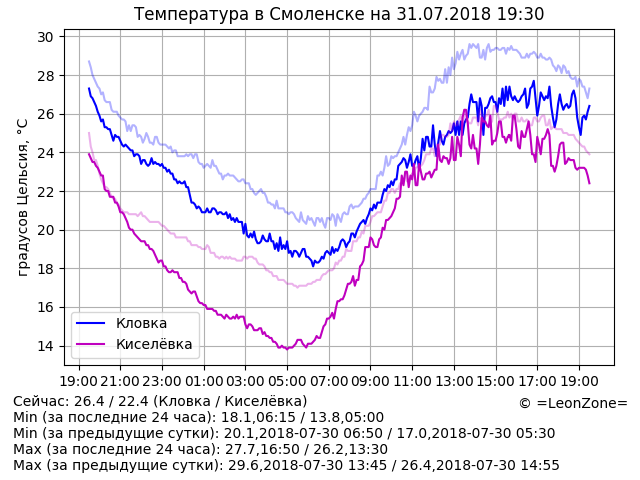 Температура в Смоленске на 31.07.2018 19:30
30
28
26
24
22
20
18
16
14
градусов Цельсия, °C
Кловка
Киселёвка
19:00 21:00 23:00 01:00 03:00 05:00 07:00 09:00 11:00 13:00 15:00 17:00 19:00
Сейчас: 26.4 / 22.4 (Кловка / Киселёвка)
© =LeonZone=
Min (за последние 24 часа): 18.1,06:15 / 13.8,05:00
Min (за предыдущие сутки): 20.1,2018-07-30 06:50 / 17.0,2018-07-30 05:30
Max (за последние 24 часа): 27.7,16:50 / 26.2,13:30
Max (за предыдущие сутки): 29.6,2018-07-30 13:45 / 26.4,2018-07-30 14:55